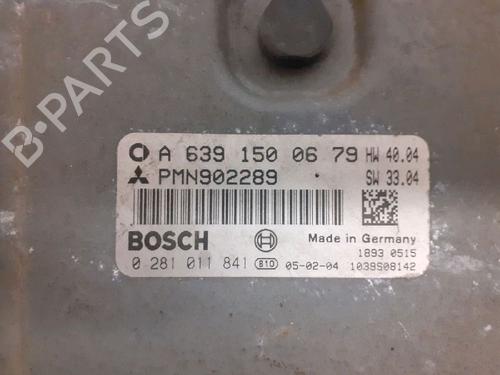 B-PARTS
A 639 150 06 79 HW 40.04
PMN902289 SW 33.04
BOSCH Made in Germany
1893 0515
0 281 011 841 B10 05-02-04 1039S08142